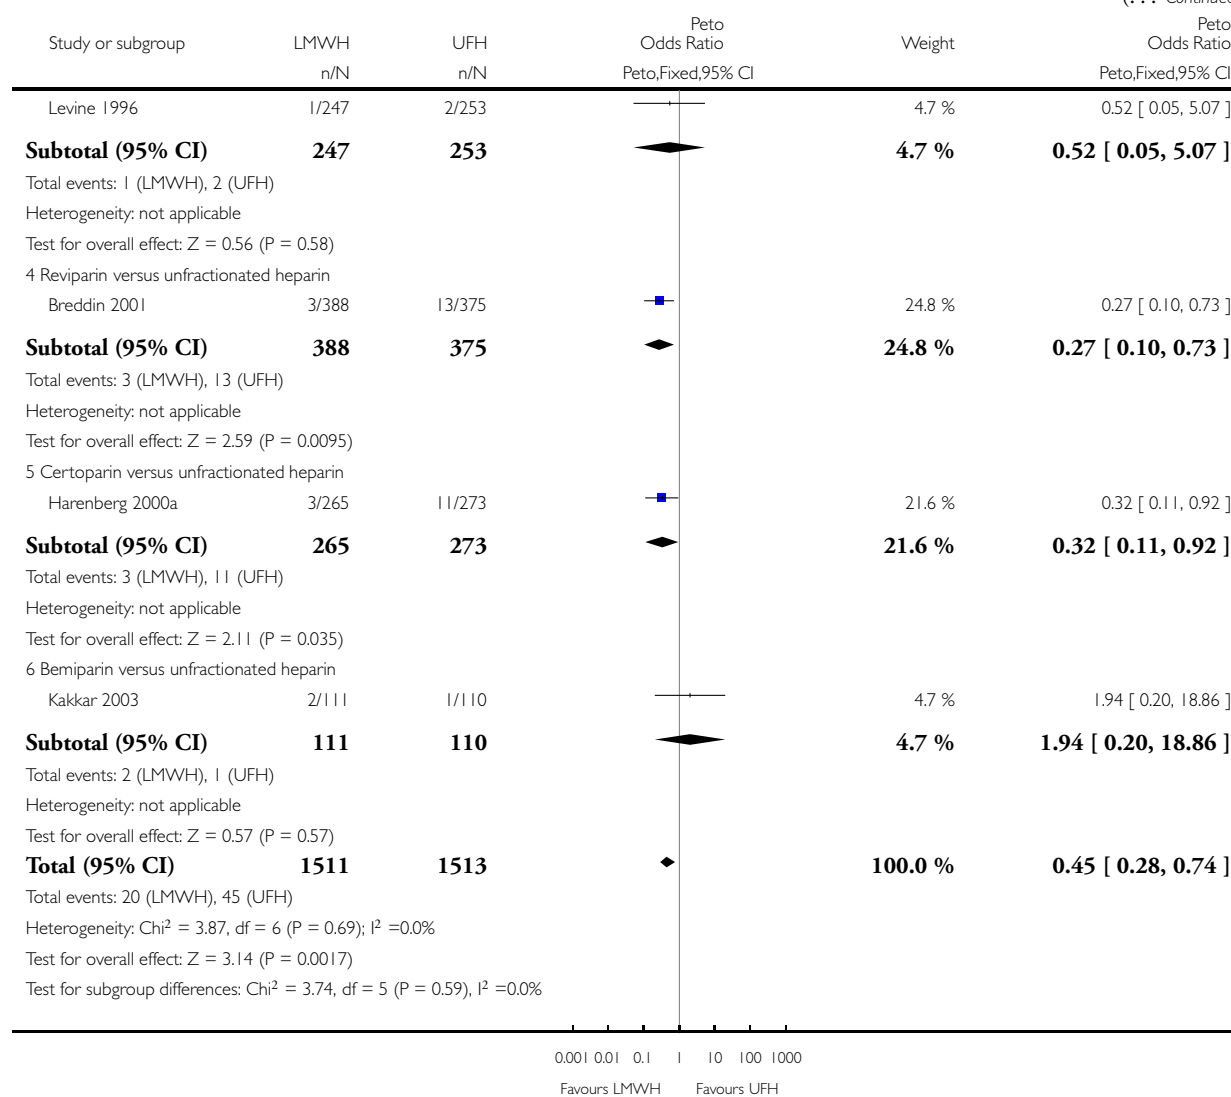 (. . . Continued
Peto Peto
Study or subgroup LMWH UFH Odds Ratio Weight Odds Ratio
n/N n/N Peto,Fixed,95% CI Peto,Fixed,95% CI
Levine 1996 1/247 2/253 4.7 % 0.52 [ 0.05, 5.07 ]
Subtotal (95% CI) 247 253 4.7 % 0.52 [ 0.05, 5.07 ]
Total events: 1 (LMWH), 2 (UFH)
Heterogeneity: not applicable
Test for overall effect: Z = 0.56 (P = 0.58)
4 Reviparin versus unfractionated heparin
Breddin 2001 3/388 13/375 24.8 % 0.27 [ 0.10, 0.73 ]
Subtotal (95% CI) 388 375 24.8 % 0.27 [ 0.10, 0.73 ]
Total events: 3 (LMWH), 13 (UFH)
Heterogeneity: not applicable
Test for overall effect: Z = 2.59 (P = 0.0095)
5 Certoparin versus unfractionated heparin
Harenberg 2000a 3/265 11/273 21.6 % 0.32 [ 0.11, 0.92 ]
Subtotal (95% CI) 265 273 21.6 % 0.32 [ 0.11, 0.92 ]
Total events: 3 (LMWH), 11 (UFH)
Heterogeneity: not applicable
Test for overall effect: Z = 2.11 (P = 0.035)
6 Bemiparin versus unfractionated heparin
Kakkar 2003 2/111 1/110 4.7 % 1.94 [ 0.20, 18.86 ]
Subtotal (95% CI) 111 110 4.7 % 1.94 [ 0.20, 18.86 ]
Total events: 2 (LMWH), 1 (UFH)
Heterogeneity: not applicable
Test for overall effect: Z = 0.57 (P = 0.57)
Total (95% CI) 1511 1513 100.0 % 0.45 [ 0.28, 0.74 ]
Total events: 20 (LMWH), 45 (UFH)
Heterogeneity: Chi² = 3.87, df = 6 (P = 0.69); I² =0.0%
Test for overall effect: Z = 3.14 (P = 0.0017)
Test for subgroup differences: Chi² = 3.74, df = 5 (P = 0.59), I² =0.0%
0.001 0.01 0.1 1 10 100 1000
Favours LMWH Favours UFH